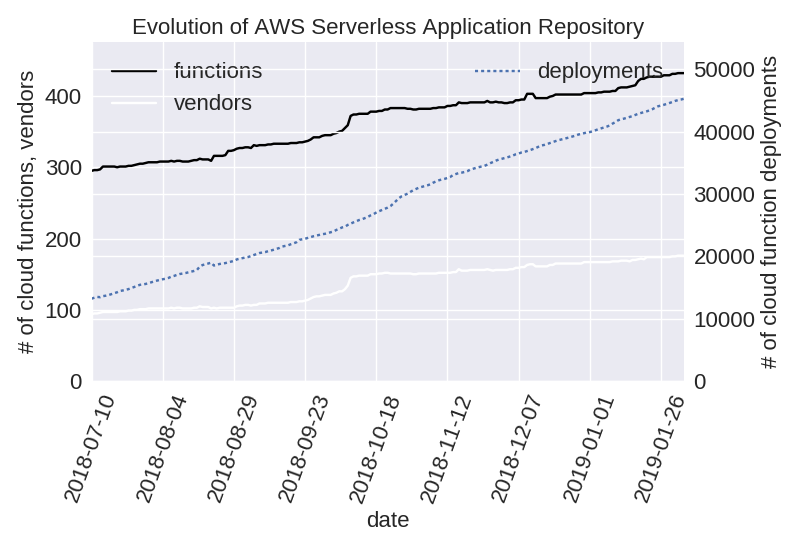 Evolution of AWS Serverless Application Repository
functions
vendors
deployments
# of cloud functions, vendors
400
300
200
100
0
50000
40000
30000
20000
10000
0
# of cloud function deployments
2018-07-10
2018-08-04
2018-08-29
2018-09-23
2018-10-18
2018-11-12
2018-12-07
2019-01-01
2019-01-26
date